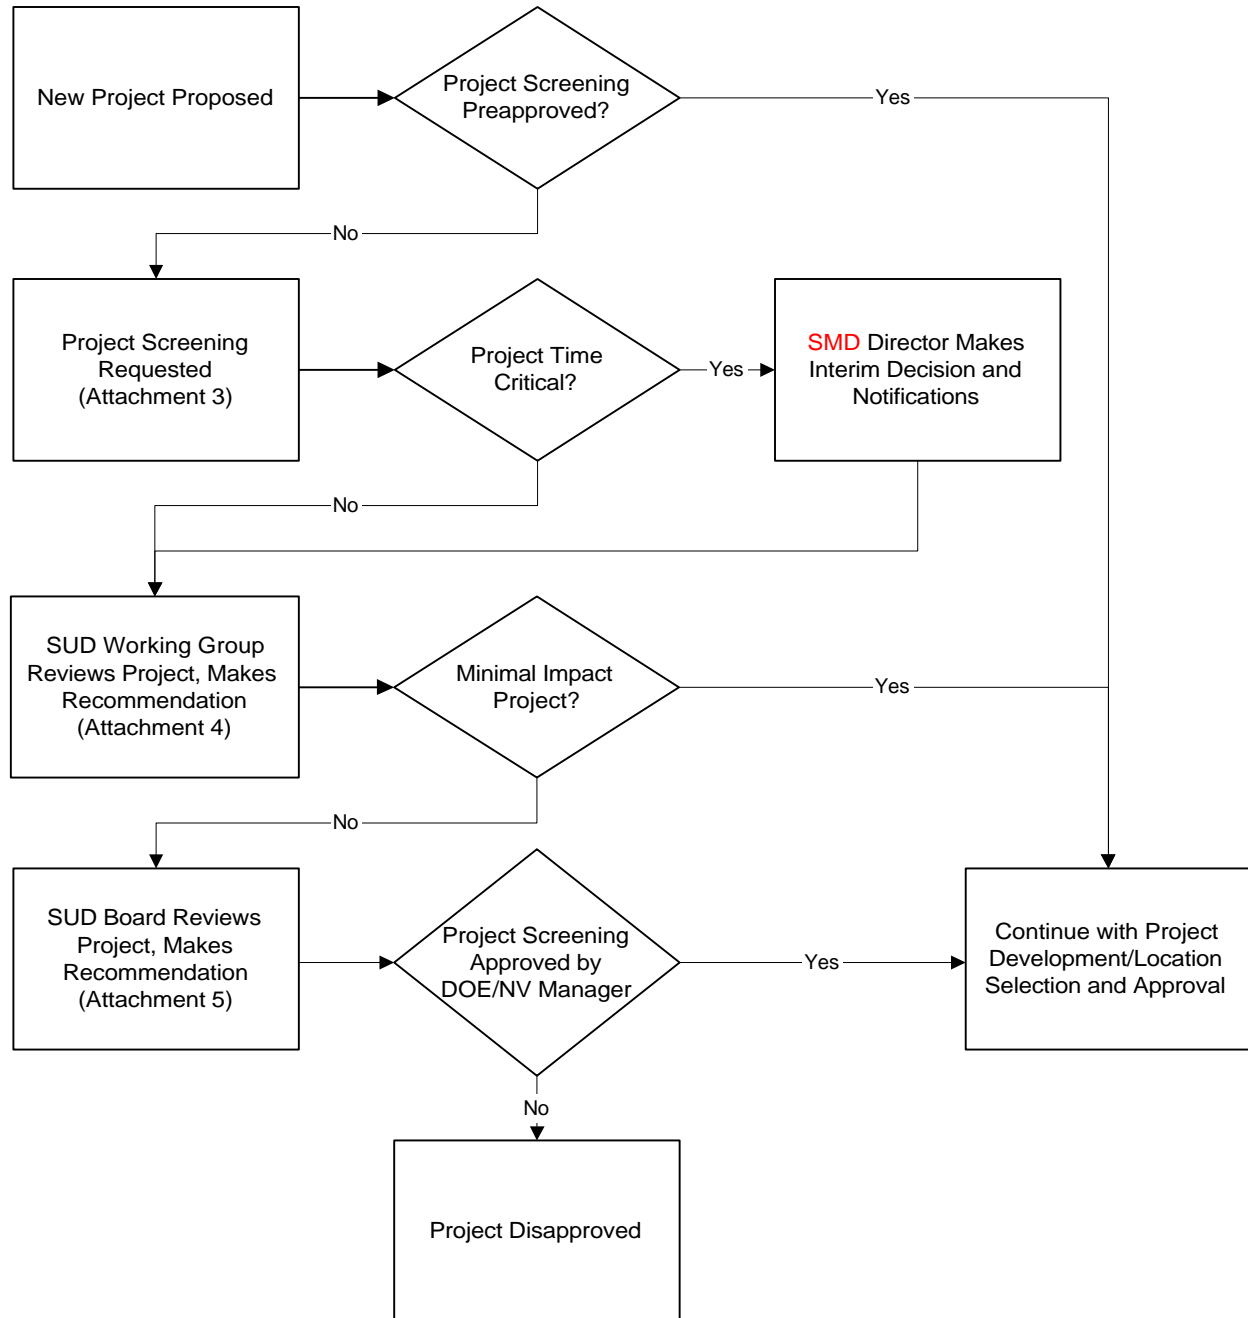 New Project Proposed
Project Screening
Preapproved?
Yes
No
Project Screening
Requested
(Attachment 3)
Project Time
Critical?
Yes
SMD Director Makes
Interim Decision and
Notifications
No
SUD Working Group
Reviews Project, Makes
Recommendation
(Attachment 4)
Minimal Impact
Project?
Yes
No
SUD Board Reviews
Project, Makes
Recommendation
(Attachment 5)
Project Screening
Approved by
DOE/NV Manager
Yes
Continue with Project
Development/Location
Selection and Approval
No
Project Disapproved